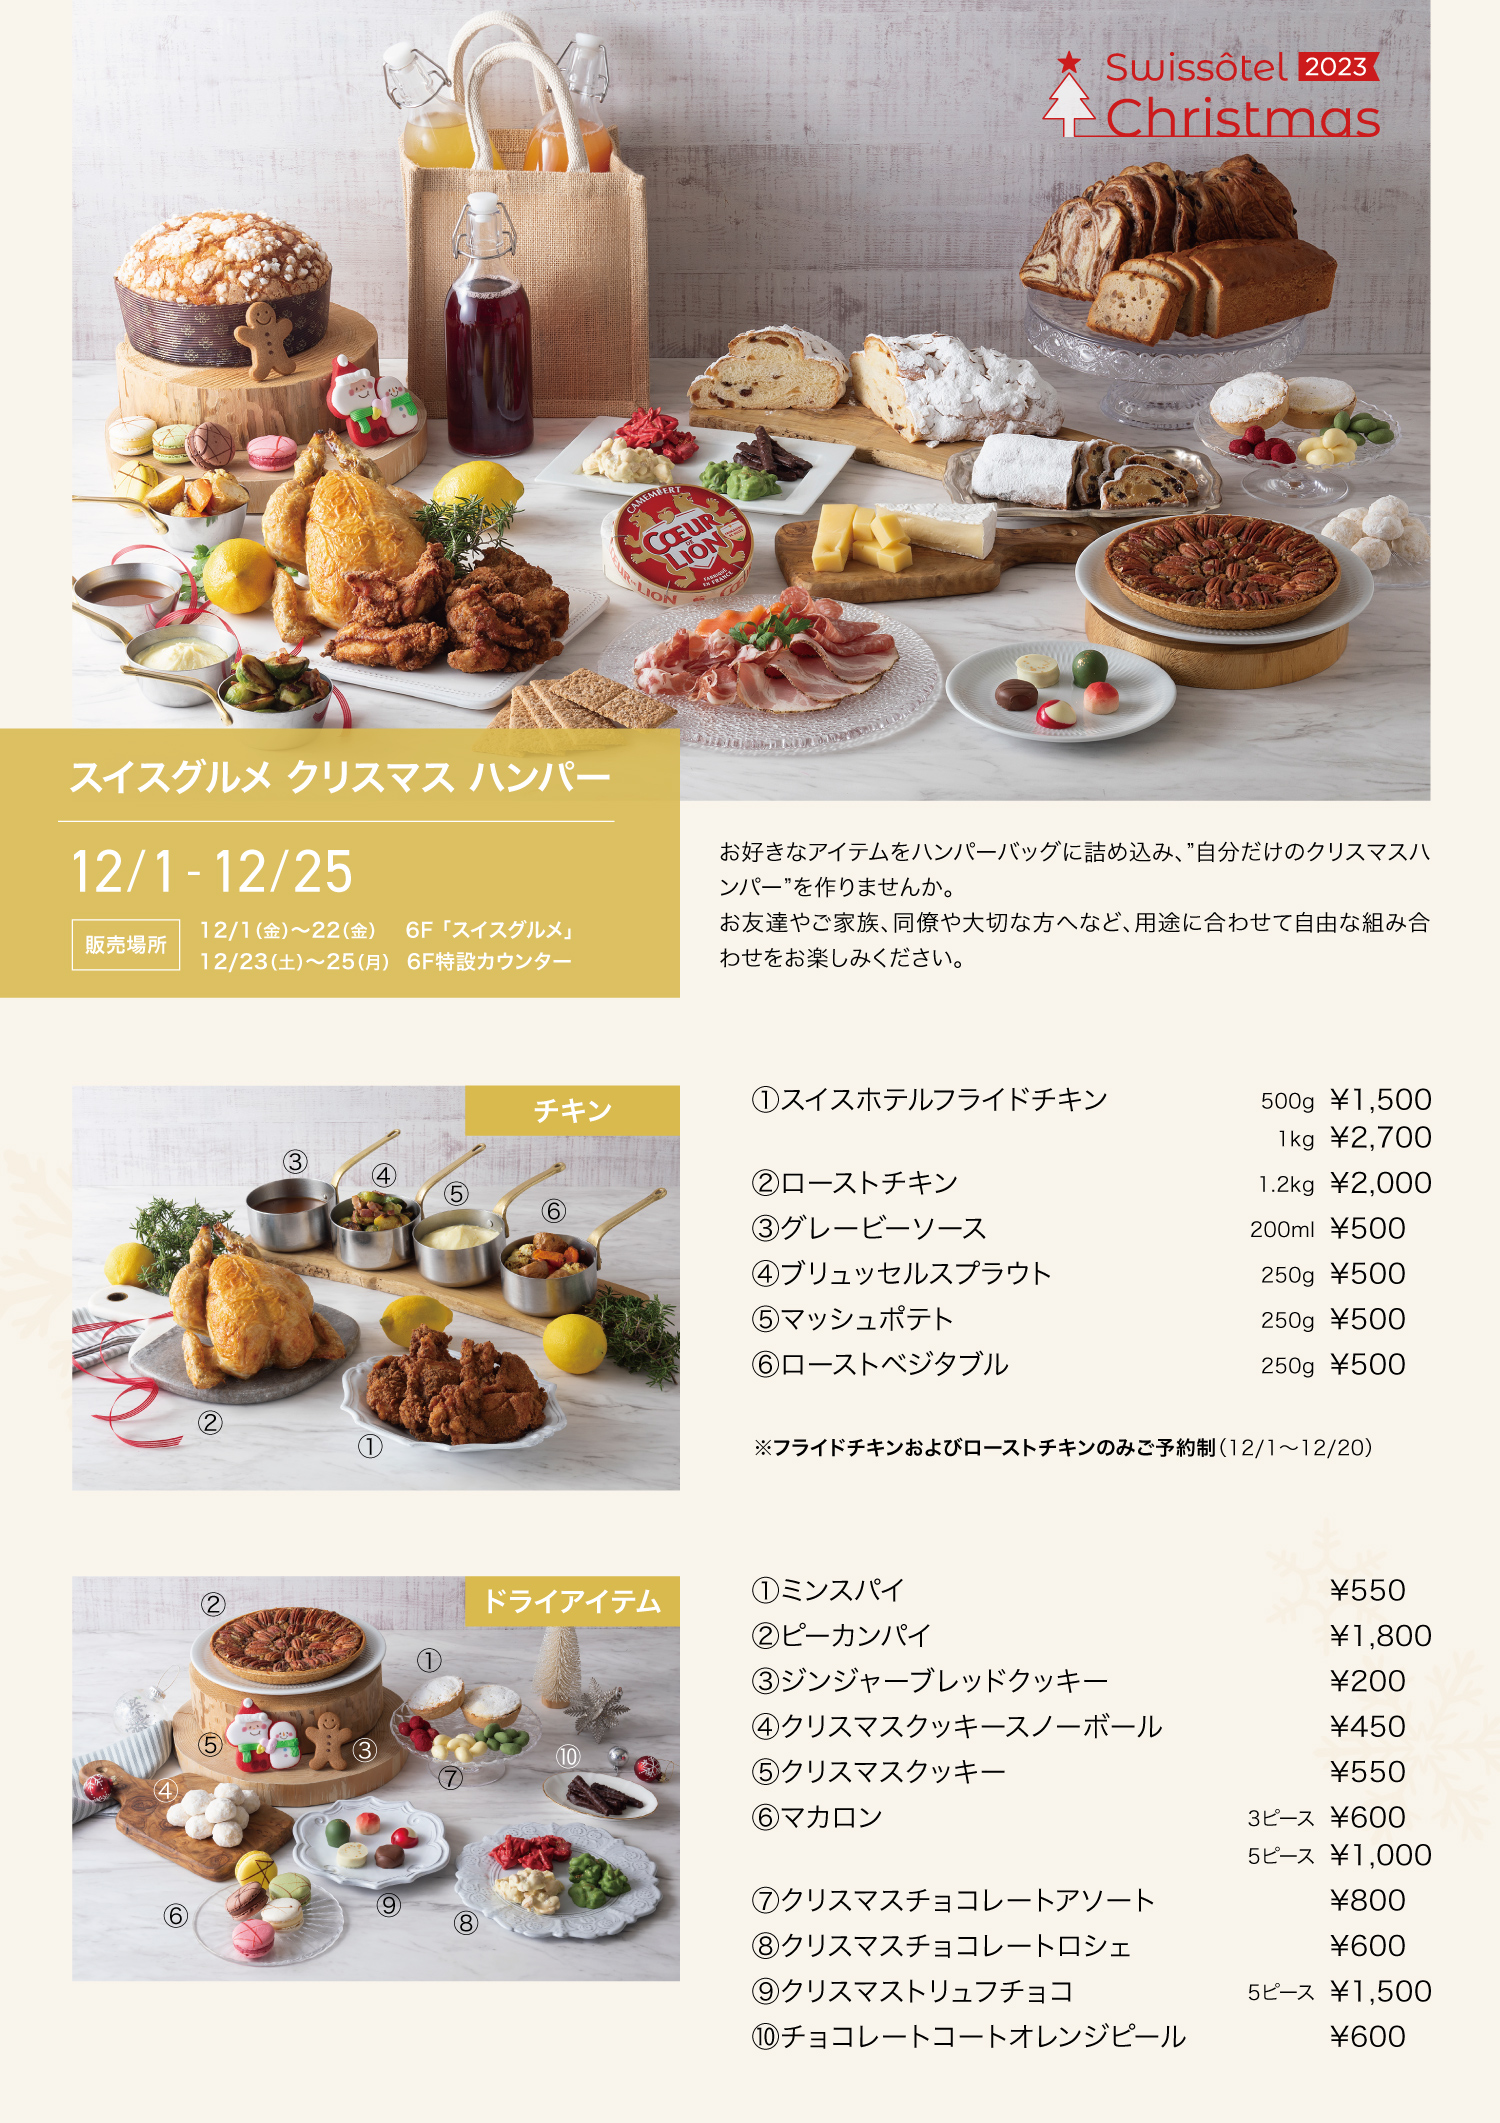 Swissôtel 2023
Christmas
CAMEMBERT
CŒUR
DE
LION
FABRIQUÉ
EN FRANCE
スイスグルメ クリスマス ハンパー
12/1 - 12/25
販売場所
12/1(金)〜22(金) 6F「スイスグルメ」
12/23(土)〜25(月) 6F特設カウンター
お好きなアイテムをハンパーバッグに詰め込み、”自分だけのクリスマスハ
ンパー”を作りませんか。
お友達やご家族、同僚や大切な方へなど、用途に合わせて自由な組み合
わせをお楽しみください。
チキン
③
④
⑤
⑥
②
①
①スイスホテルフライドチキン 500g ¥1,500
1kg ¥2,700
②ローストチキン 1.2kg ¥2,000
③グレービーソース 200ml ¥500
④ブリュッセルスプラウト 250g ¥500
⑤マッシュポテト 250g ¥500
⑥ローストベジタブル 250g ¥500
※フライドチキンおよびローストチキンのみご予約制(12/1〜12/20)
ドライアイテム
②
①
⑤
③
⑩
④
⑦
⑥
⑨
⑧
①ミンスパイ ¥550
②ピーカンパイ ¥1,800
③ジンジャーブレッドクッキー ¥200
④クリスマスクッキースノーボール ¥450
⑤クリスマスクッキー ¥550
⑥マカロン 3ピース ¥600
5ピース ¥1,000
⑦クリスマスチョコレートアソート ¥800
⑧クリスマスチョコレートロシェ ¥600
⑨クリスマストリュフチョコ 5ピース ¥1,500
⑩チョコレートコートオレンジピール ¥600